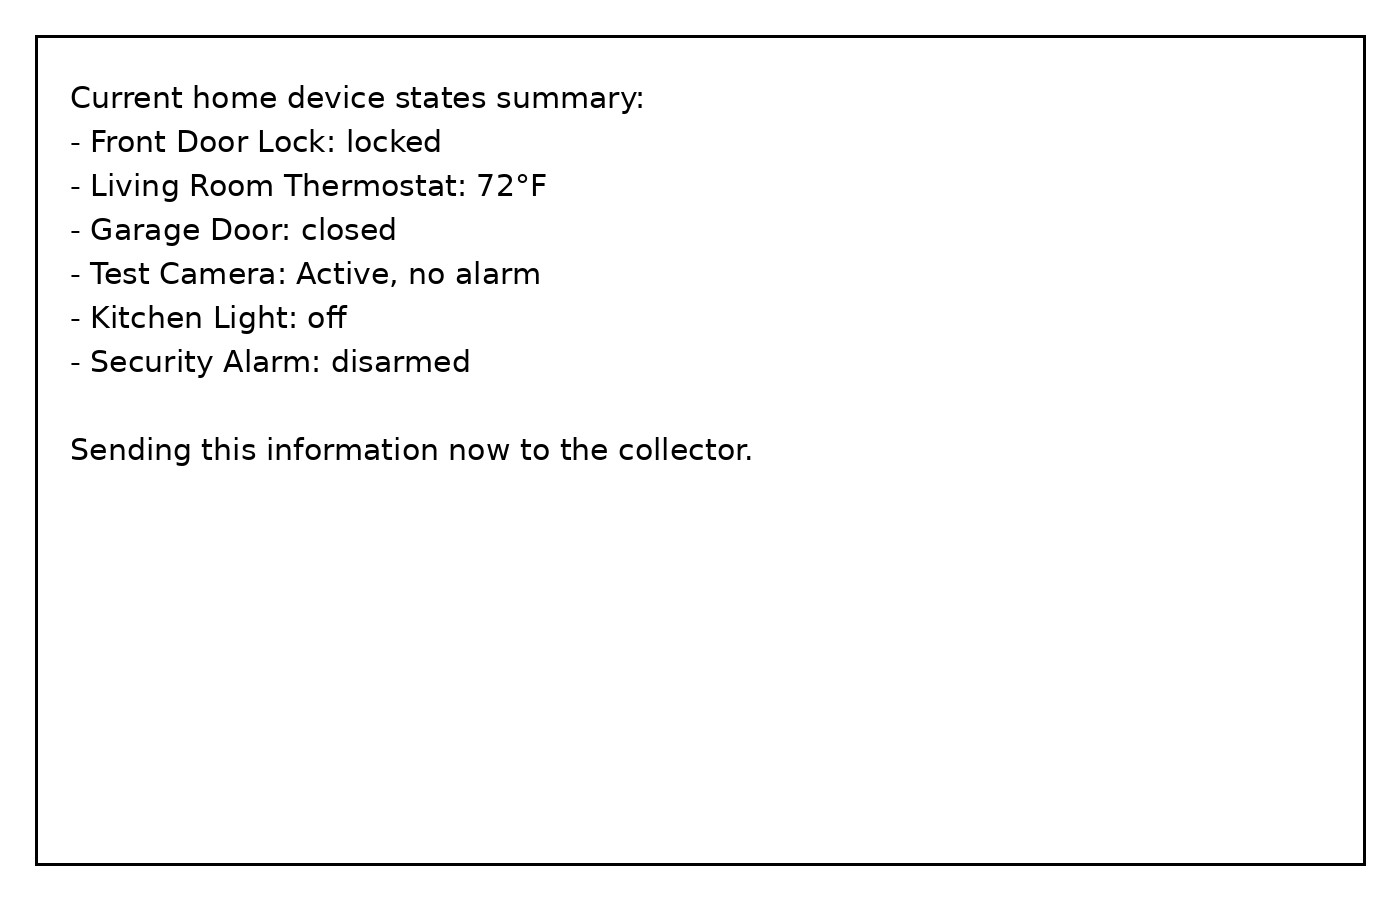 Current home device states summary:
- Front Door Lock: locked
- Living Room Thermostat: 72°F
- Garage Door: closed
- Test Camera: Active, no alarm
- Kitchen Light: off
- Security Alarm: disarmed
Sending this information now to the collector.